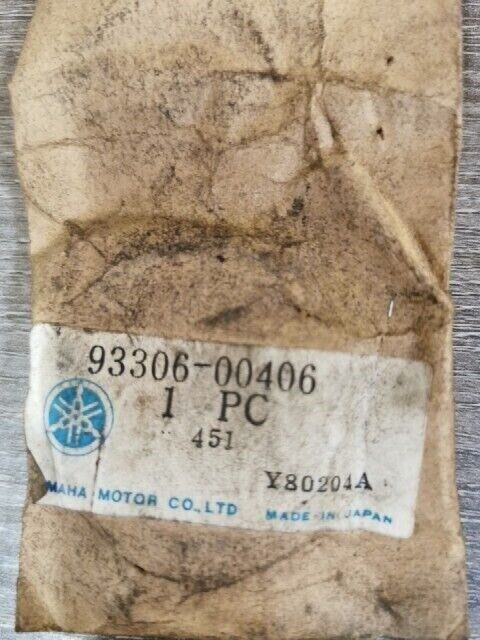 93306-00406
1 PC
451
Y80204A
MAHA MOTOR CO., LTD MADE IN JAPAN